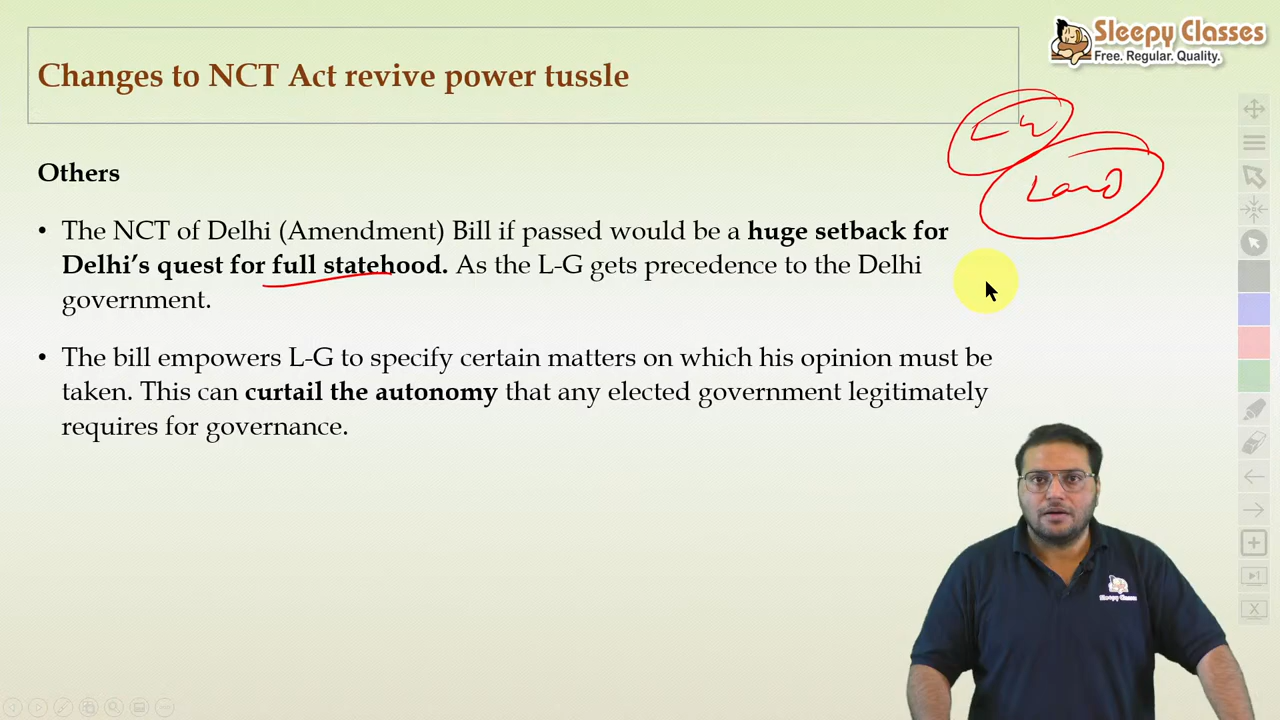 Sleepy Classes
Free. Regular. Quality.
Changes to NCT Act revive power tussle
Others
• The NCT of Delhi (Amendment) Bill if passed would be a huge setback for
Delhi’s quest for full statehood. As the L-G gets precedence to the Delhi
government.
• The bill empowers L-G to specify certain matters on which his opinion must be
taken. This can curtail the autonomy that any elected government legitimately
requires for governance.
Land
Sleepy Classes